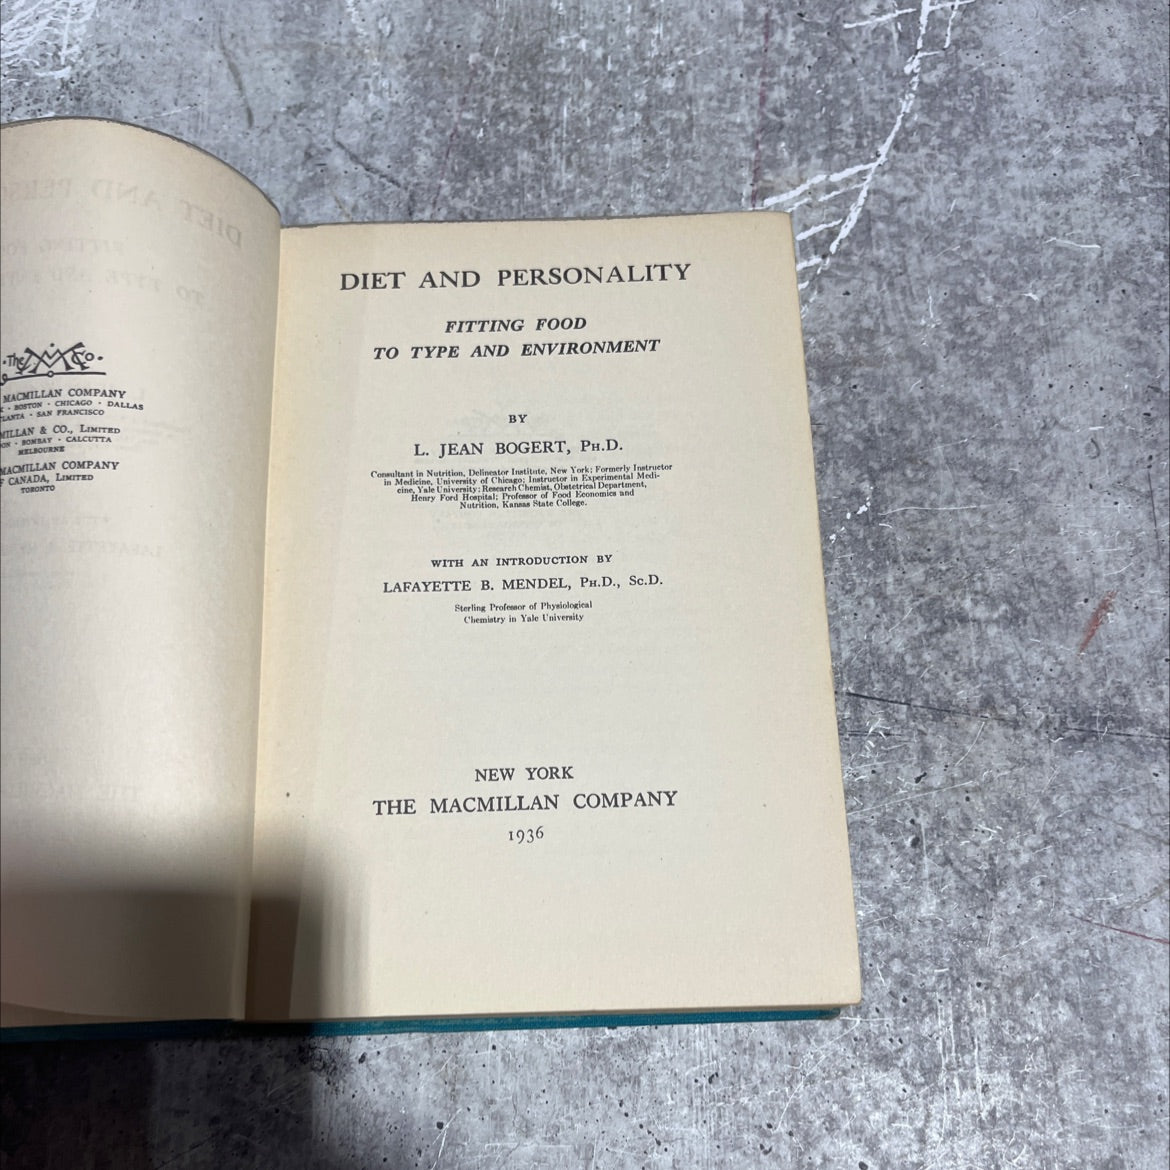 ·The MM Co·
MACMILLAN COMPANY
· BOSTON · CHICAGO · DALLAS
· SAN FRANCISCO
& CO., LIMITED
· BOMBAY · CALCUTTA
MELBOURNE
MACMILLAN COMPANY
CANADA, LIMITED
TORONTO
DIET AND PERSONALITY
FITTING FOOD
TO TYPE AND ENVIRONMENT
BY
L. JEAN BOGERT, PH.D.
Consultant in Nutrition, Delineator Institute, New York; Formerly Instructor
in Medicine, University of Chicago; Instructor in Experimental Medi-
cine, Yale University; Research Chemist, Obstetrical Department,
Henry Ford Hospital; Professor of Food Economics and
Nutrition, Kansas State College.
WITH AN INTRODUCTION BY
LAFAYETTE B. MENDEL, PH.D., SC.D.
Sterling Professor of Physiological
Chemistry in Yale University
NEW YORK
THE MACMILLAN COMPANY
1936